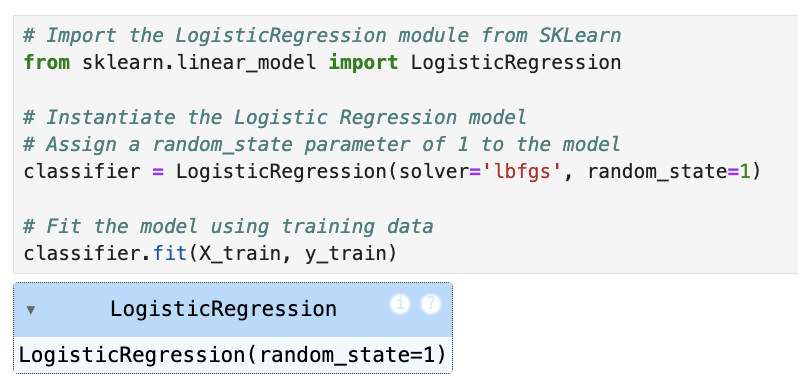 # Import the LogisticRegression module from SKLearn
from sklearn.linear_model import LogisticRegression
# Instantiate the Logistic Regression model
# Assign a random_state parameter of 1 to the model
classifier = LogisticRegression(solver='lbfgs', random_state=1)
# Fit the model using training data
classifier.fit(X_train, y_train)
▼ LogisticRegression i ?
LogisticRegression(random_state=1)